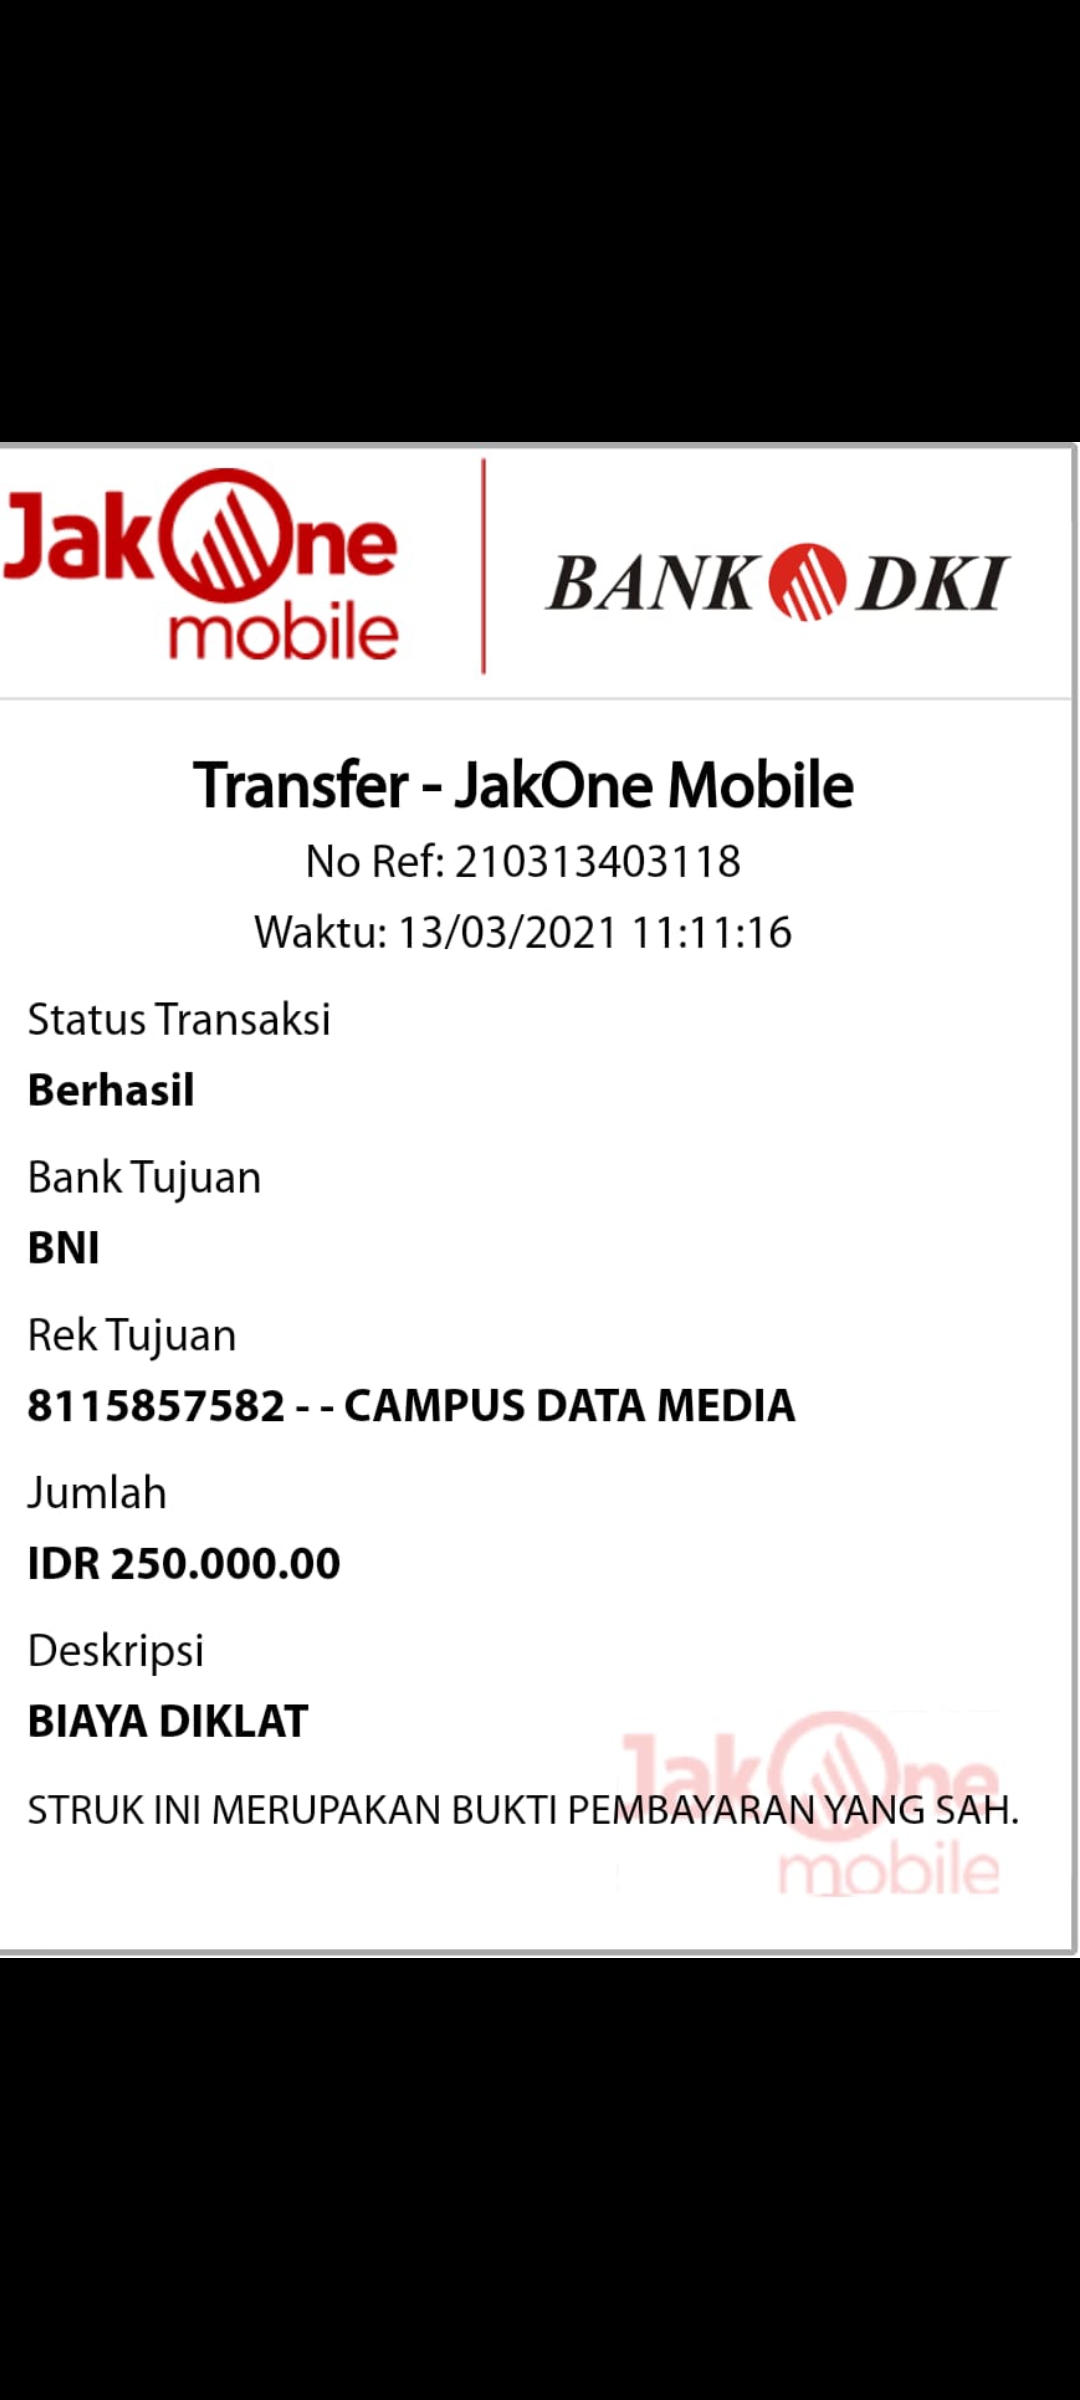 JakOne
mobile
BANK DKI
Transfer - JakOne Mobile
No Ref: 210313403118
Waktu: 13/03/2021 11:11:16
Status Transaksi
Berhasil
Bank Tujuan
BNI
Rek Tujuan
8115857582 - - CAMPUS DATA MEDIA
Jumlah
IDR 250.000.00
Deskripsi
BIAYA DIKLAT
JakOne
STRUK INI MERUPAKAN BUKTI PEMBAYARAN YANG SAH.
mobile